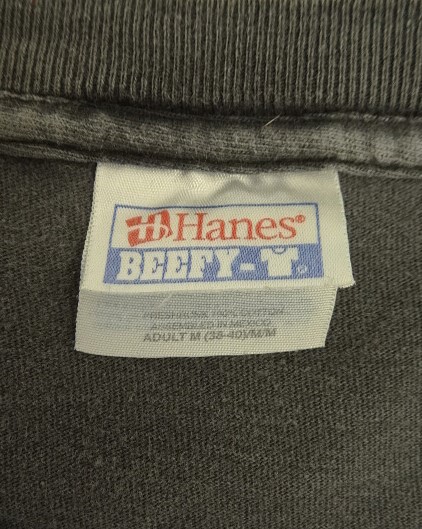 Hanes®
BEEFY-T®
PRESHRUNK 100% COTTON
ASSEMBLED IN MEXICO
ADULT M (38-40)/M/M